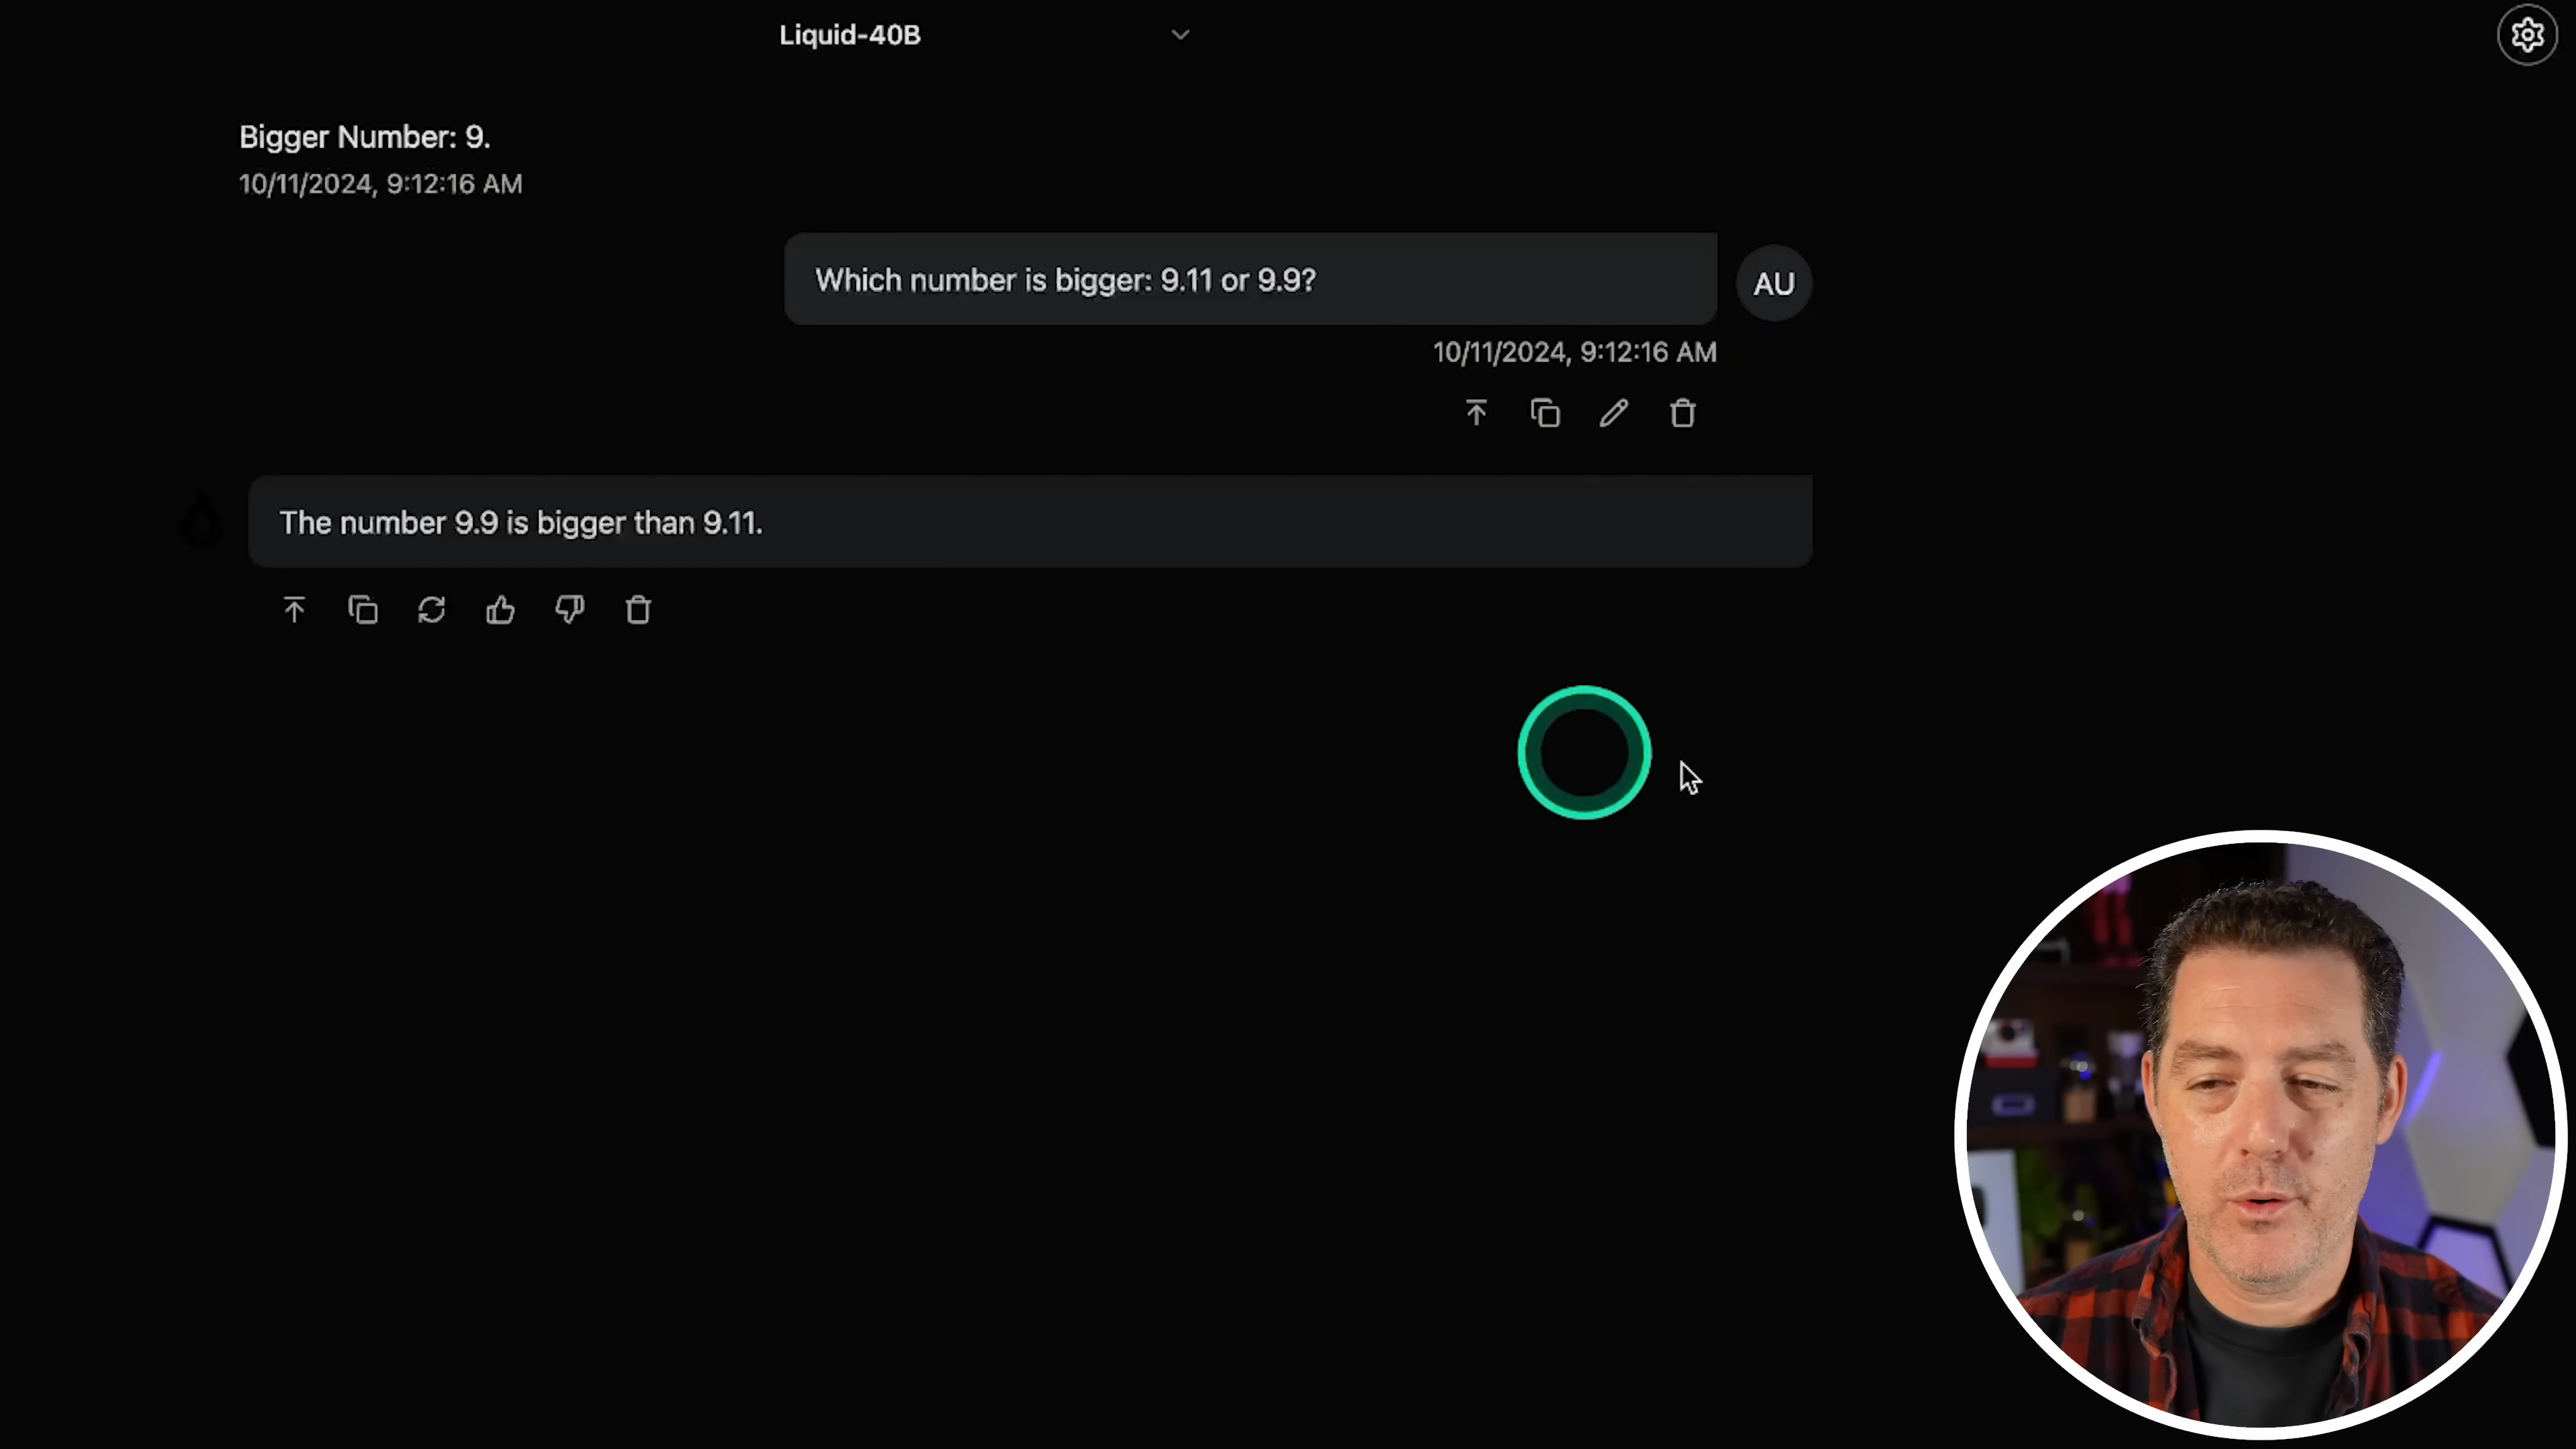 Liquid-40B
Bigger Number: 9.
10/11/2024, 9:12:16 AM
Which number is bigger: 9.11 or 9.9?
AU
10/11/2024, 9:12:16 AM
The number 9.9 is bigger than 9.11.